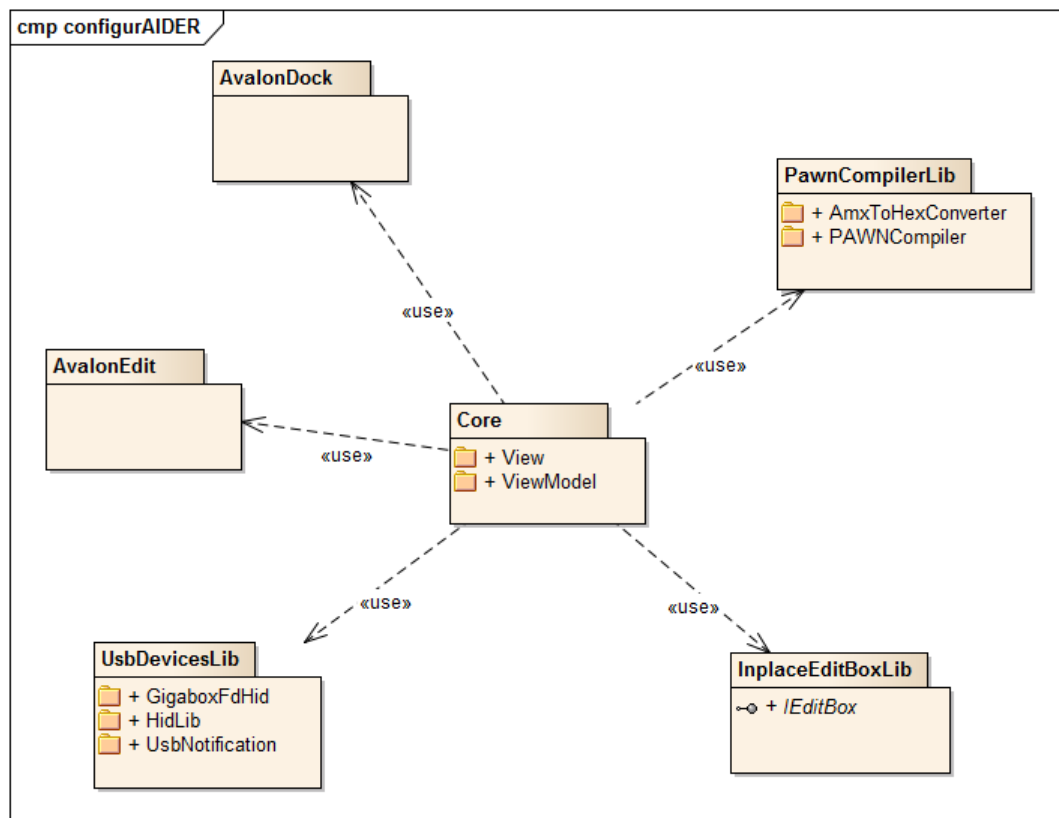 cmp configurAIDER
AvalonDock
PawnCompilerLib
+ AmxToHexConverter
+ PAWNCompiler
«use»
«use»
AvalonEdit
Core
+ View
+ ViewModel
«use»
«use»
«use»
UsbDevicesLib
+ GigaboxFdHid
+ HidLib
+ UsbNotification
InplaceEditBoxLib
+ IEditBox